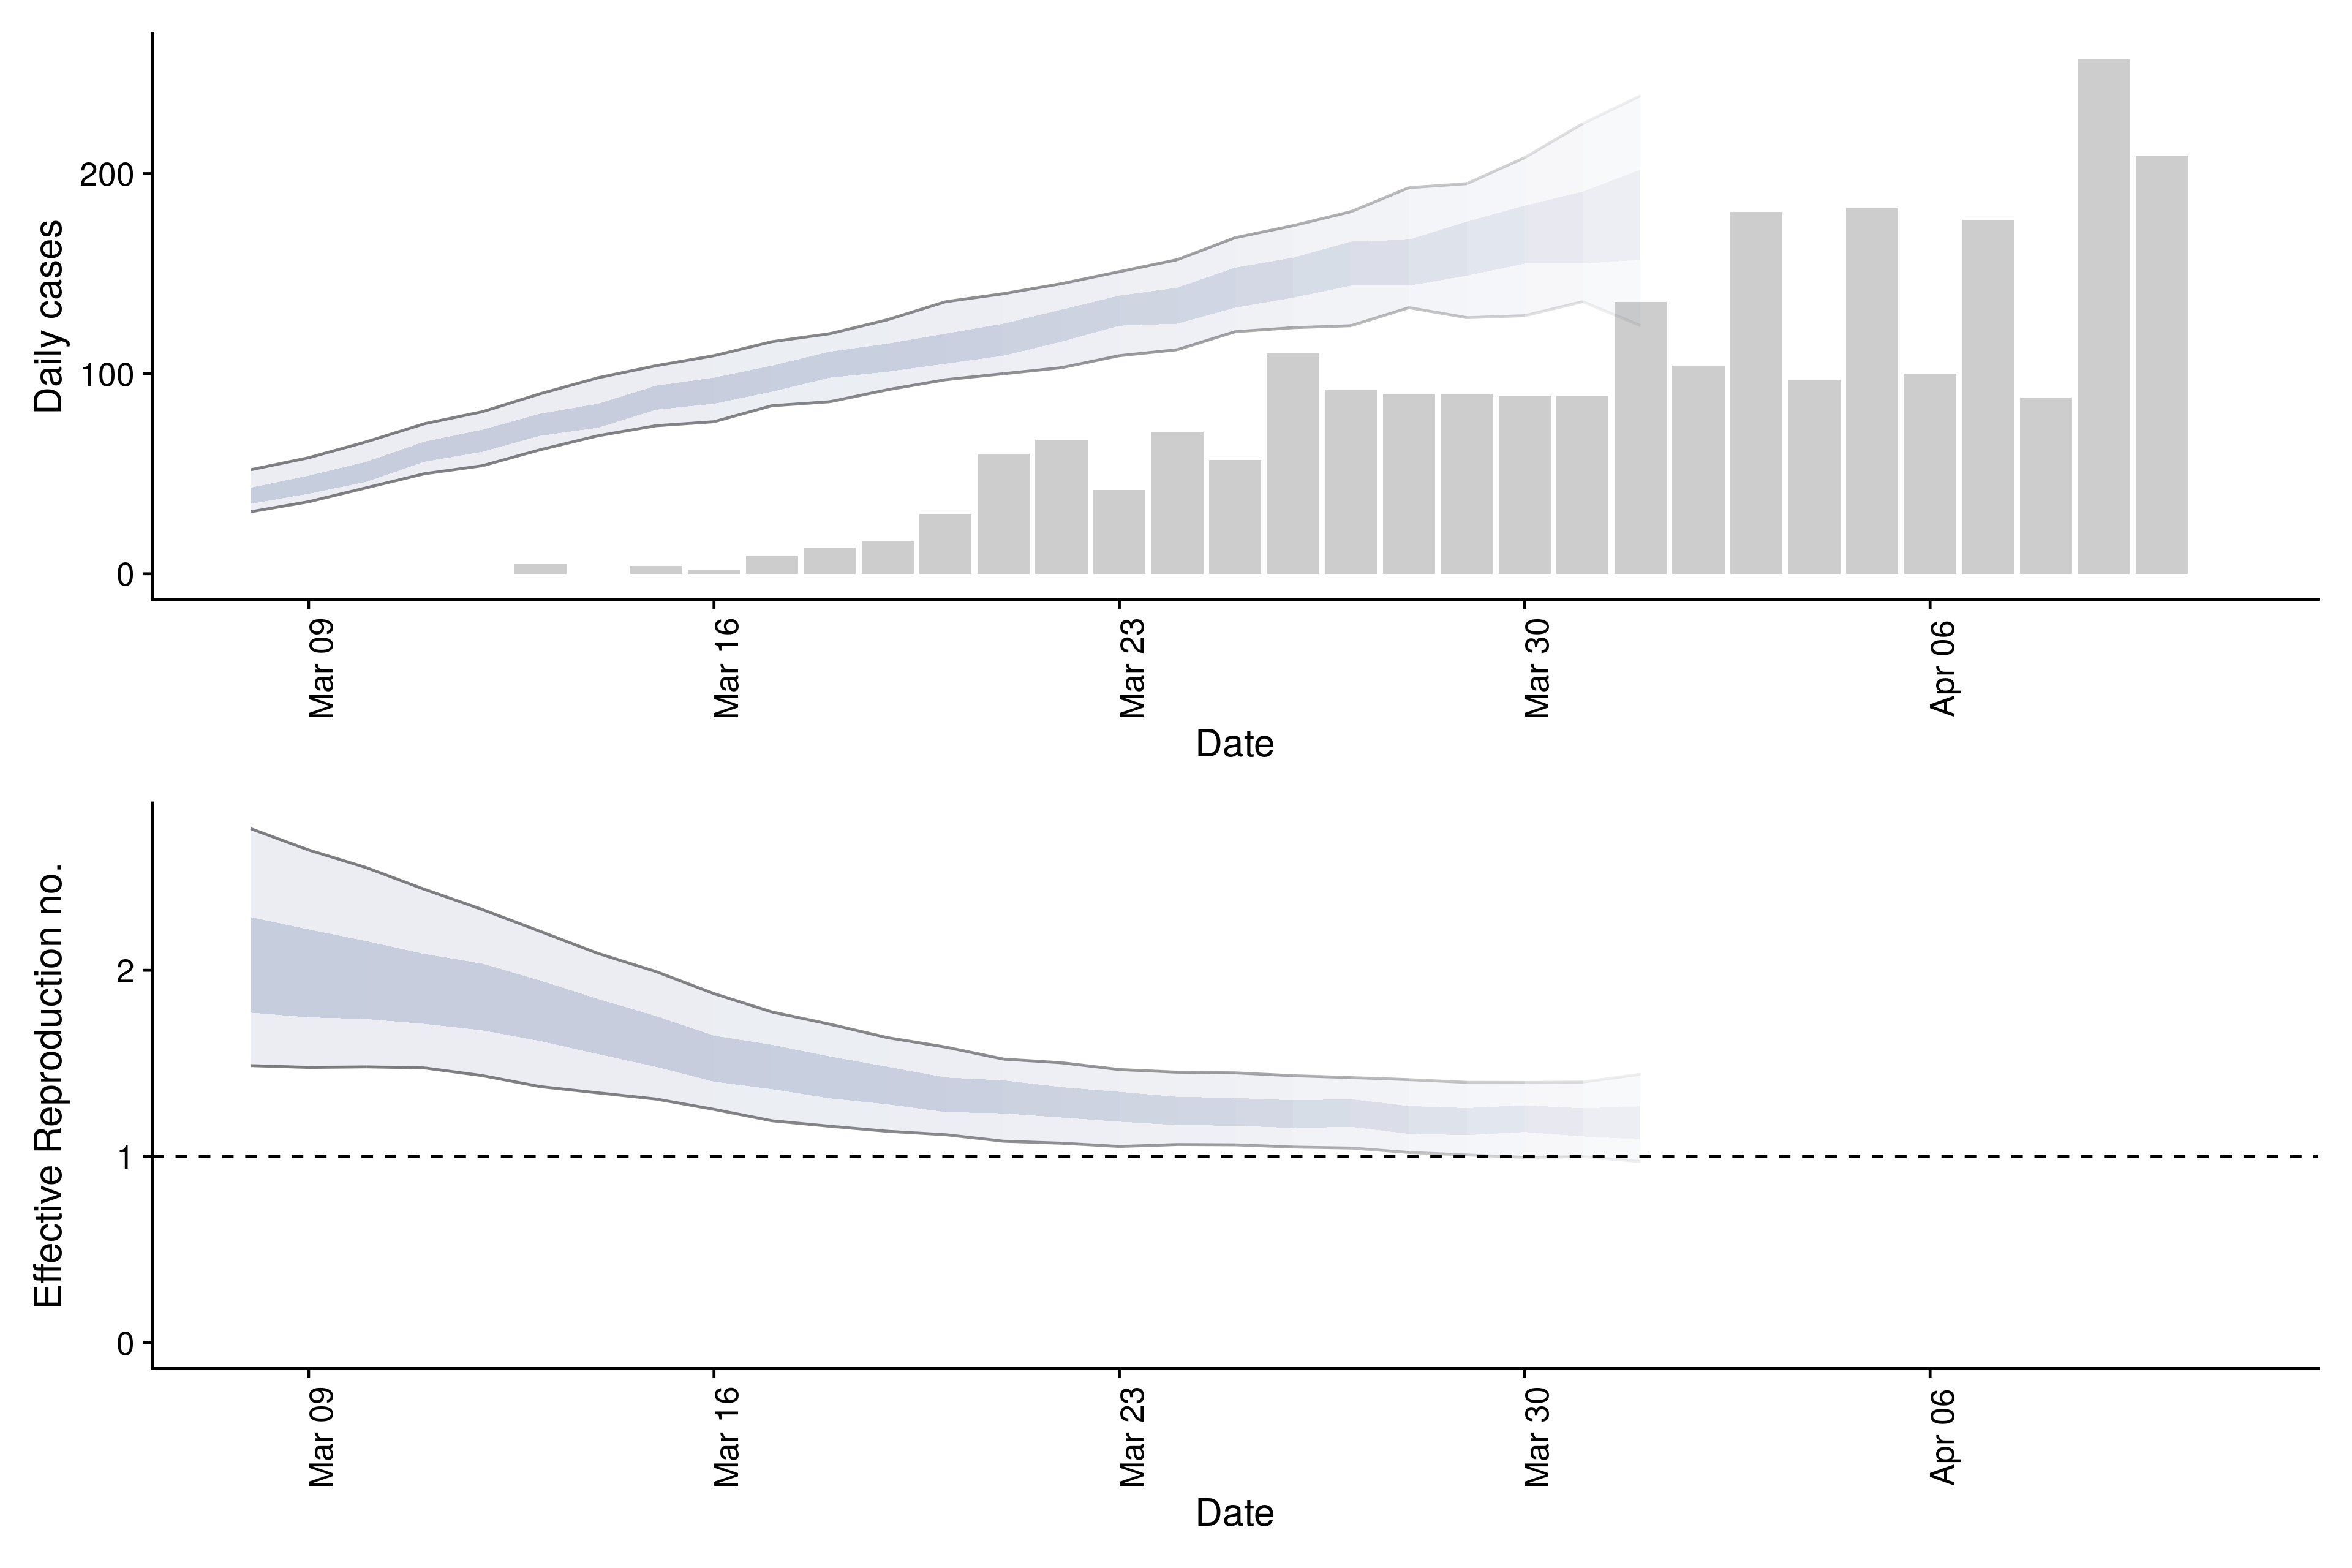 Daily cases
200
100
0
Mar 09
Mar 16
Mar 23
Mar 30
Apr 06
Date
Effective Reproduction no.
2
1
0
Mar 09
Mar 16
Mar 23
Mar 30
Apr 06
Date